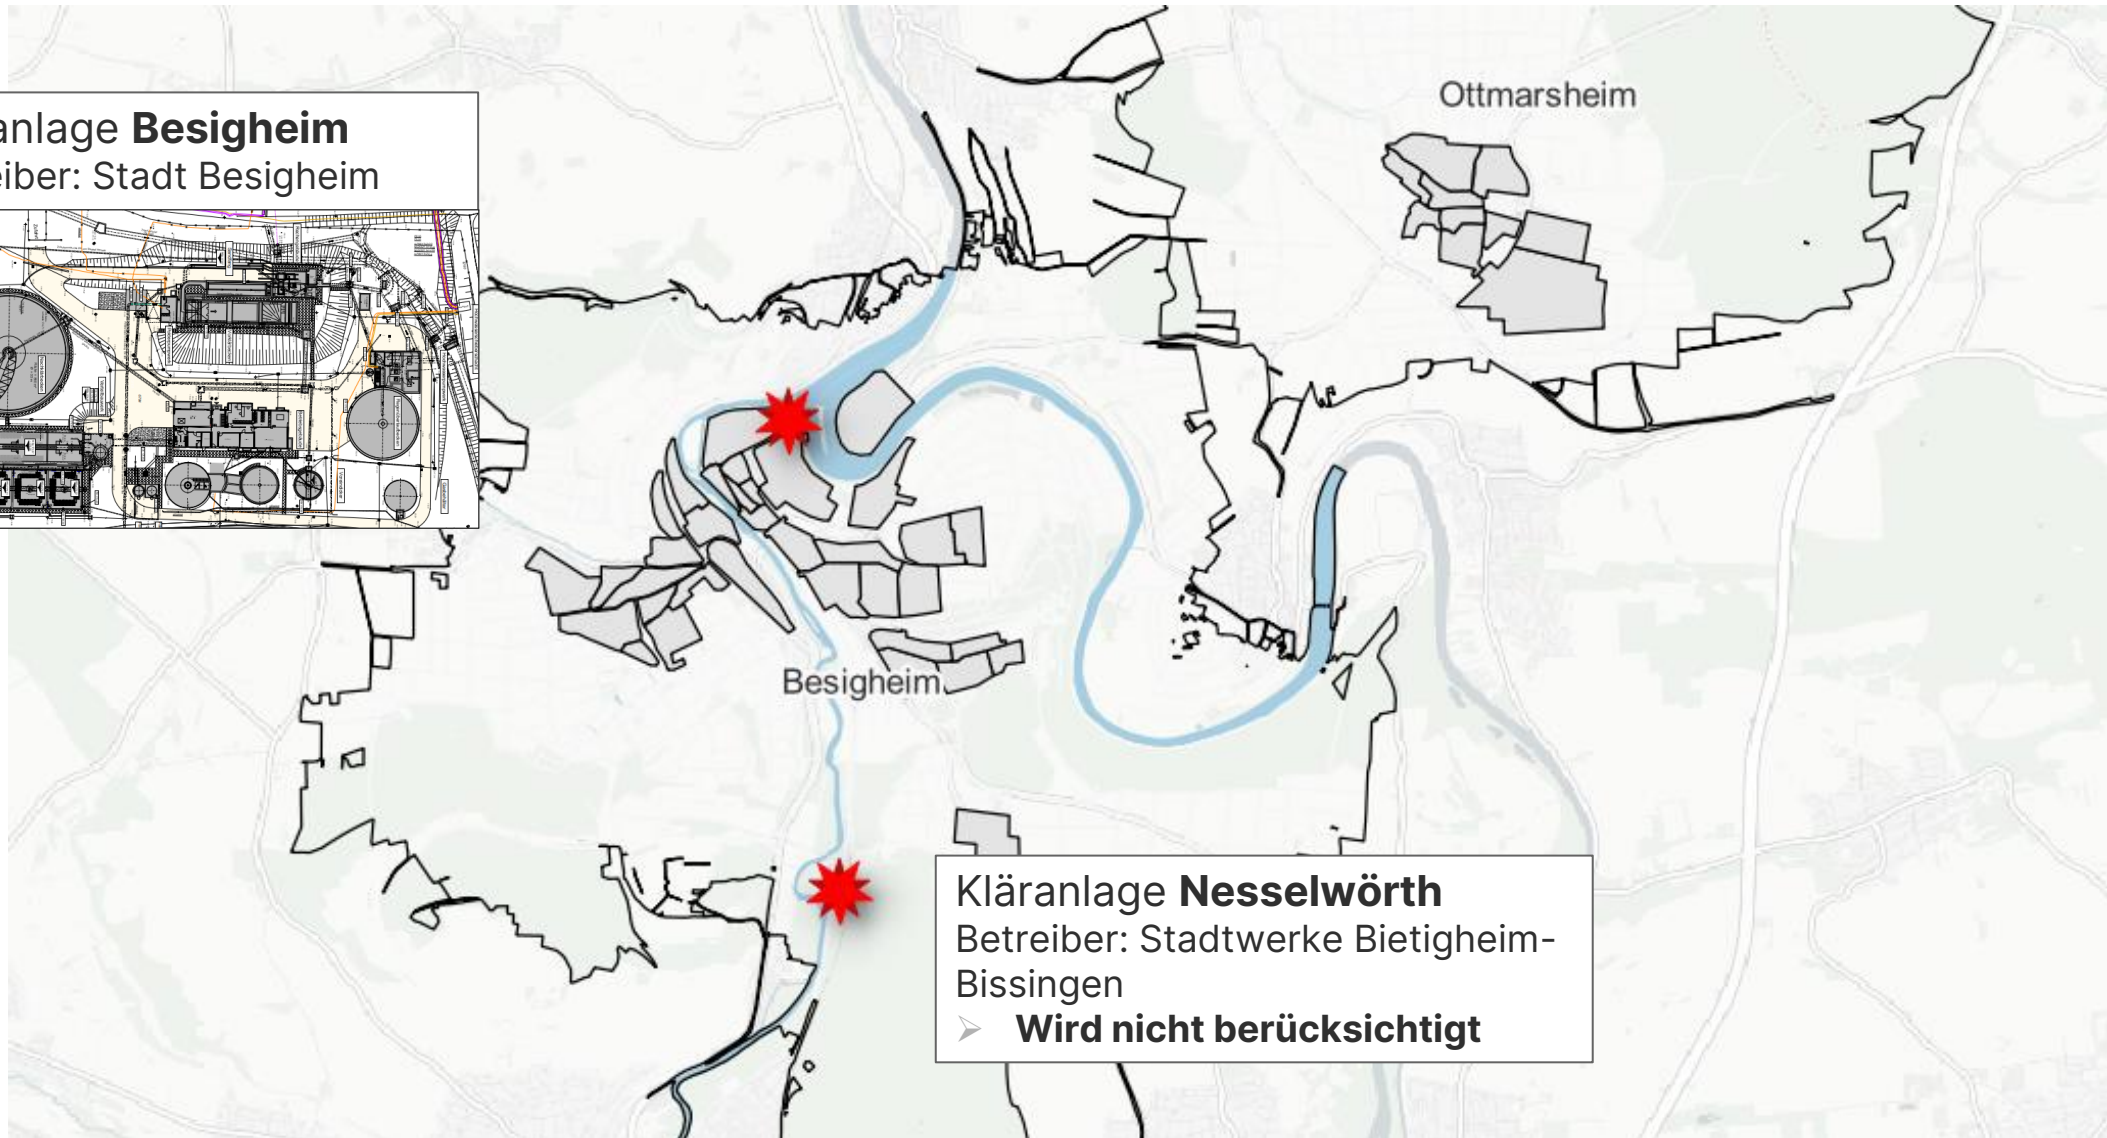 Ottmarsheim
anlage Besigheim
eiber: Stadt Besigheim
Besigheim
Kläranlage Nesselwörth
Betreiber: Stadtwerke Bietigheim-
Bissingen
➢ Wird nicht berücksichtigt